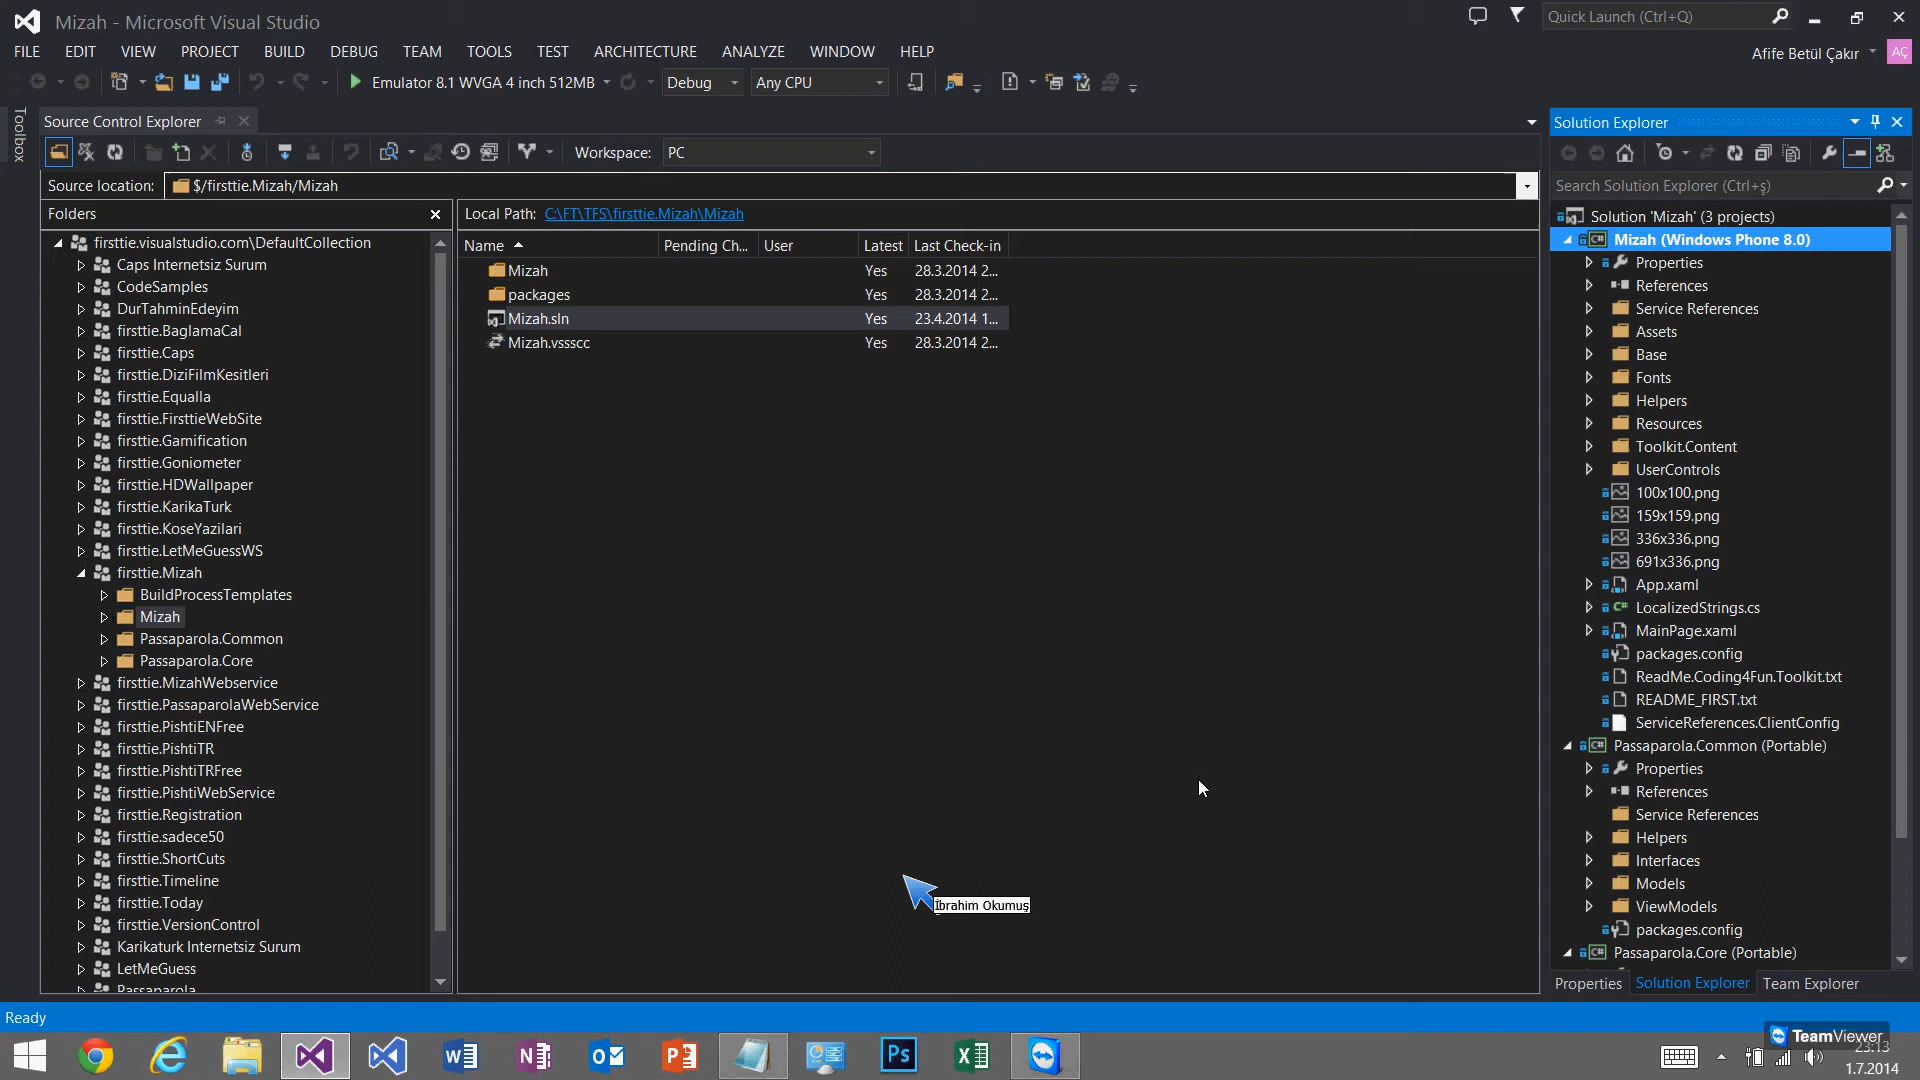 Mizah - Microsoft Visual Studio
Quick Launch (Ctrl+Q)
FILE EDIT VIEW PROJECT BUILD DEBUG TEAM TOOLS TEST ARCHITECTURE ANALYZE WINDOW HELP
Afife Betül Çakır
AÇ
Emulator 8.1 WVGA 4 inch 512MB
Debug
Any CPU
Toolbox
Source Control Explorer
Workspace: PC
Source location: $/firsttie.Mizah/Mizah
Folders
firsttie.visualstudio.com\DefaultCollection
Caps Internetsiz Surum
CodeSamples
DurTahminEdeyim
firsttie.BaglamaCal
firsttie.Caps
firsttie.DiziFilmKesitleri
firsttie.Equalla
firsttie.FirsttieWebSite
firsttie.Gamification
firsttie.Goniometer
firsttie.HDWallpaper
firsttie.KarikaTurk
firsttie.KoseYazilari
firsttie.LetMeGuessWS
firsttie.Mizah
BuildProcessTemplates
Mizah
Passaparola.Common
Passaparola.Core
firsttie.MizahWebservice
firsttie.PassaparolaWebService
firsttie.PishtiENFree
firsttie.PishtiTR
firsttie.PishtiTRFree
firsttie.PishtiWebService
firsttie.Registration
firsttie.sadece50
firsttie.ShortCuts
firsttie.Timeline
firsttie.Today
firsttie.VersionControl
Karikaturk Internetsiz Surum
LetMeGuess
Passaparola
Local Path: C:\FT\TFS\firsttie.Mizah\Mizah
Name Pending Ch... User Latest Last Check-in
Mizah Yes 28.3.2014 2...
packages Yes 28.3.2014 2...
Mizah.sln Yes 23.4.2014 1...
Mizah.vssscc Yes 28.3.2014 2...
İbrahim Okumuş
Solution Explorer
Search Solution Explorer (Ctrl+ş)
Solution 'Mizah' (3 projects)
C# Mizah (Windows Phone 8.0)
Properties
References
Service References
Assets
Base
Fonts
Helpers
Resources
Toolkit.Content
UserControls
100x100.png
159x159.png
336x336.png
691x336.png
App.xaml
C# LocalizedStrings.cs
MainPage.xaml
packages.config
ReadMe.Coding4Fun.Toolkit.txt
README_FIRST.txt
ServiceReferences.ClientConfig
C# Passaparola.Common (Portable)
Properties
References
Service References
Helpers
Interfaces
Models
ViewModels
packages.config
C# Passaparola.Core (Portable)
Properties Solution Explorer Team Explorer
Ready
TeamViewer
23:13
1.7.2014